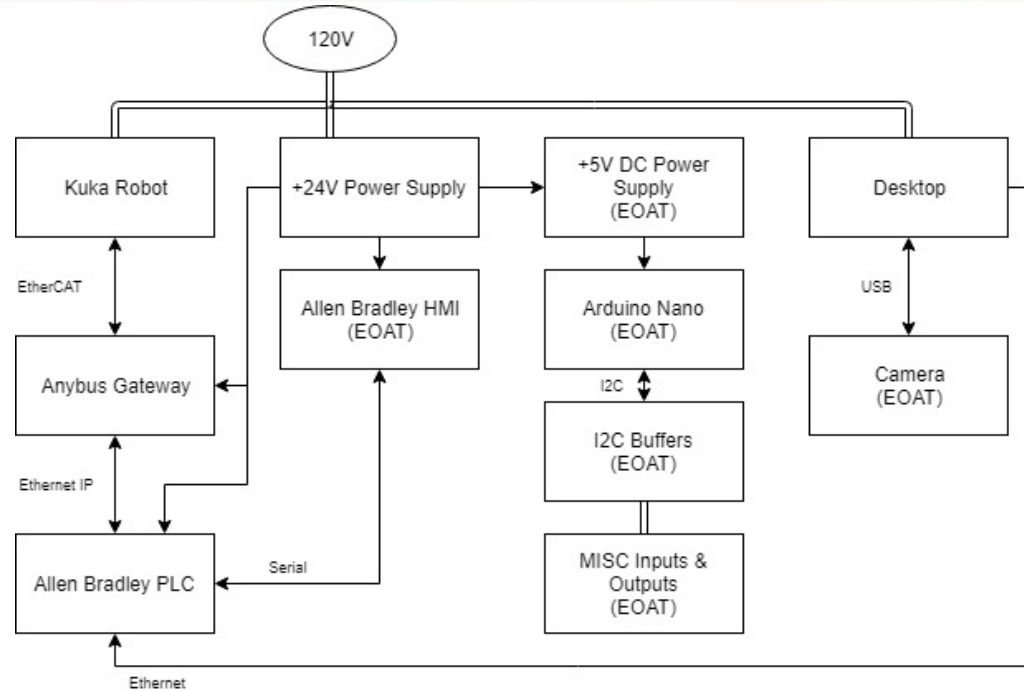 120V
Kuka Robot
+24V Power Supply
+5V DC Power
Supply
(EOAT)
Desktop
EtherCAT
Allen Bradley HMI
(EOAT)
Arduino Nano
(EOAT)
USB
Anybus Gateway
I2C
Camera
(EOAT)
I2C Buffers
(EOAT)
Ethernet IP
Allen Bradley PLC
Serial
MISC Inputs &
Outputs
(EOAT)
Ethernet